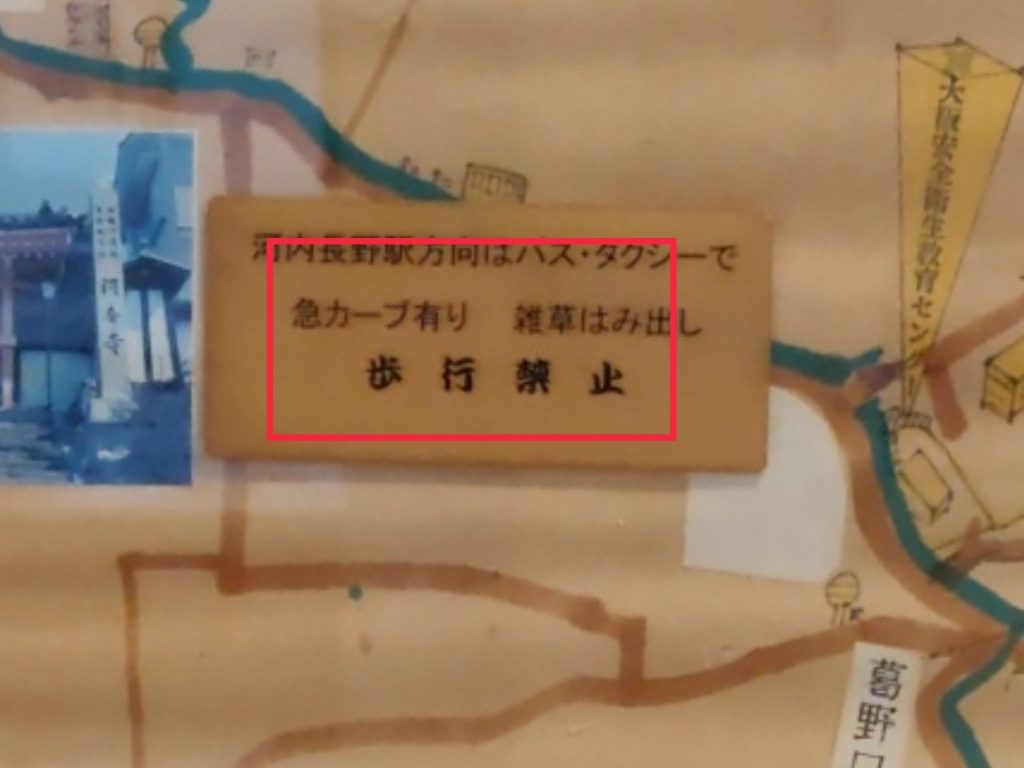 河内長野駅方向はバス・タクシーで
急カーブ有り　雑草はみ出し
歩行禁止
大阪安全衛生教育センター
葛野口